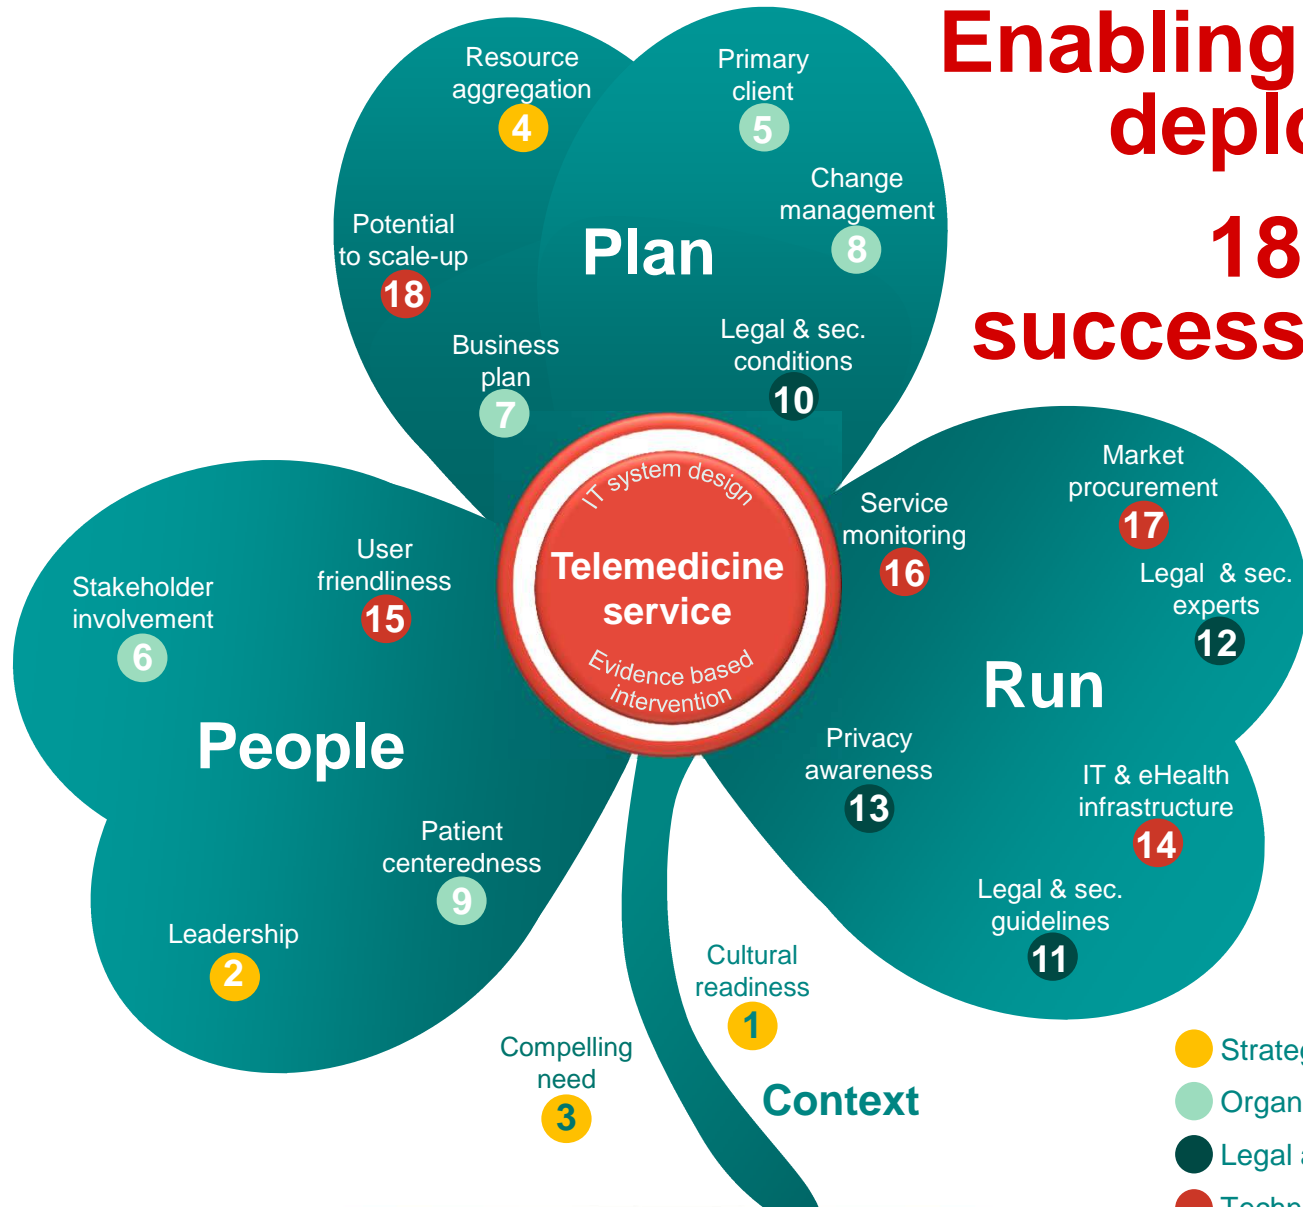 Enabling
deplo
18
success
Resource
aggregation
4
Primary
client
5
Change
management
8
Potential
to scale-up
18
Plan
Business
plan
7
Legal & sec.
conditions
10
IT system design
Telemedicine
service
Evidence based
intervention
Stakeholder
involvement
6
User
friendliness
15
People
Patient
centeredness
9
Leadership
2
Service
monitoring
16
Market
procurement
17
Legal & sec.
experts
12
Run
Privacy
awareness
13
IT & eHealth
infrastructure
14
Legal & sec.
guidelines
11
Cultural
readiness
1
Compelling
need
3
Context
Strateg
Organ
Legal a
Techn